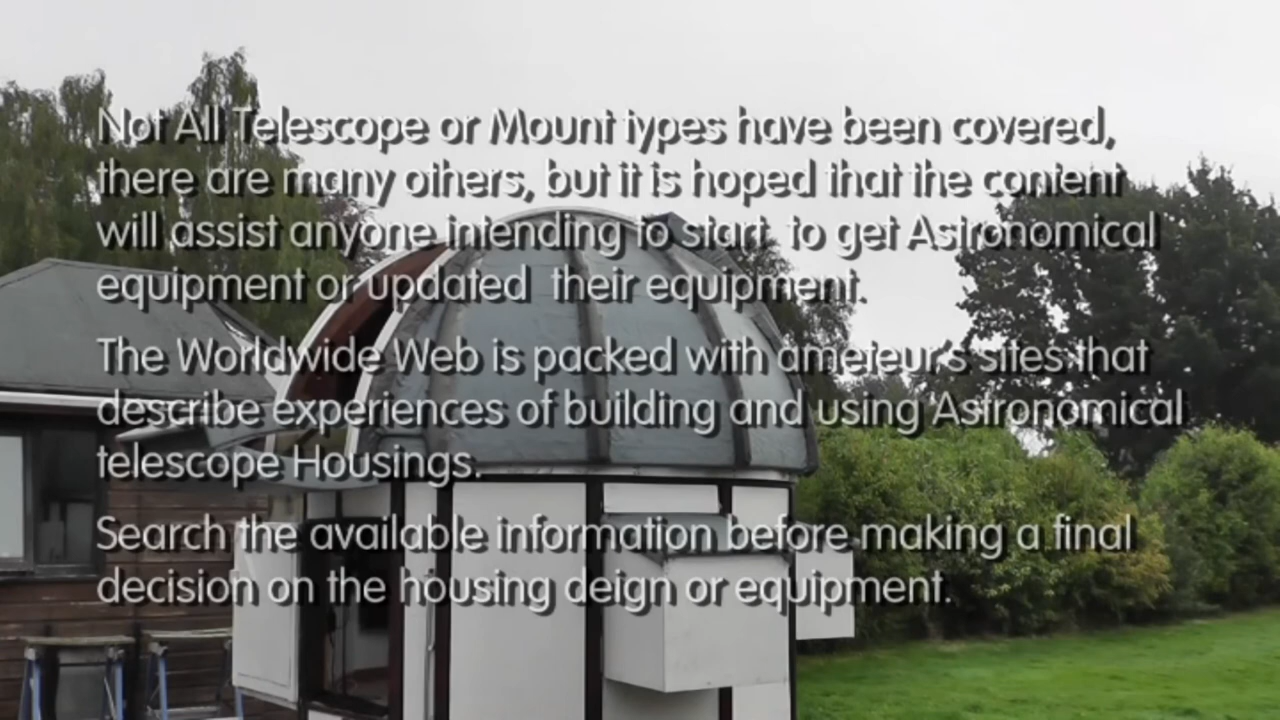 Not All Telescope or Mount types have been covered,
there are many others, but it is hoped that the content
will assist anyone intending to start  to get Astronomical
equipment or updated  their equipment.
The Worldwide Web is packed with ameteur's sites that
describe experiences of building and using Astronomical
telescope Housings.
Search the available information before making a final
decision on the housing deign or equipment.